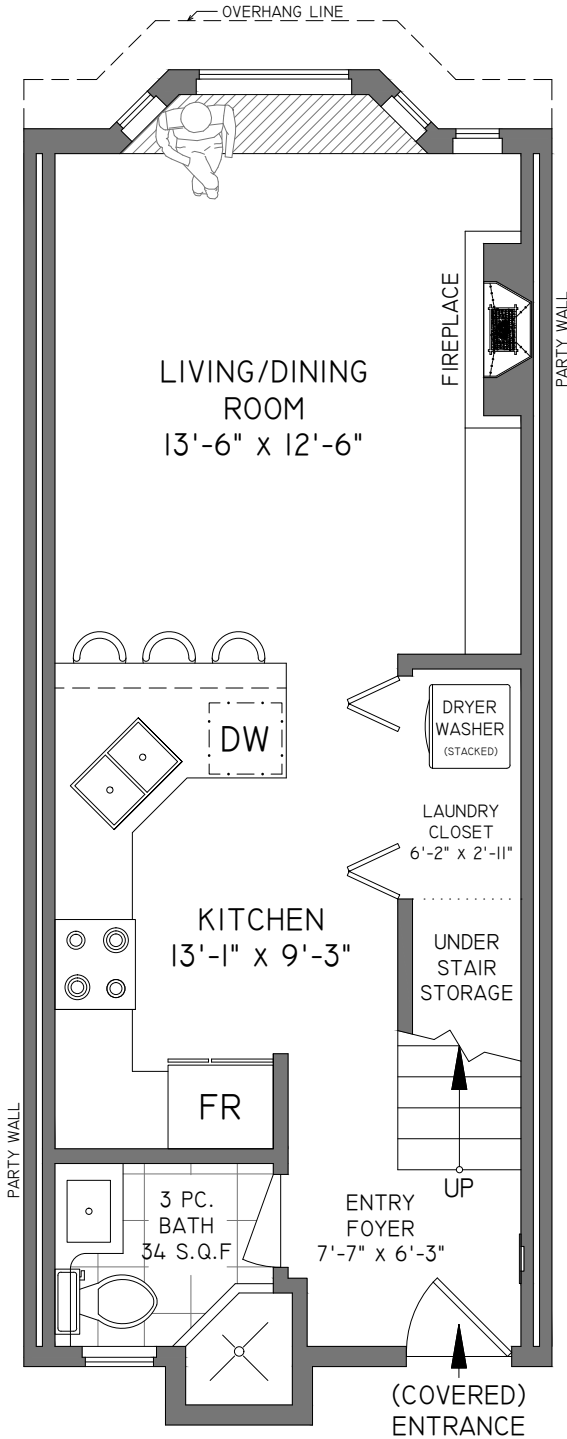 OVERHANG LINE
FIREPLACE
PARTY WALL
LIVING/DINING
ROOM
13'-6" X 12'-6"
DW
DRYER
WASHER
(STACKED)
LAUNDRY
CLOSET
6'-2" X 2'-11"
KITCHEN
13'-1" X 9'-3"
UNDER
STAIR
STORAGE
FR
PARTY WALL
UP
3 PC.
BATH
34 S.Q.F
ENTRY
FOYER
7'-7" X 6'-3"
(COVERED)
ENTRANCE